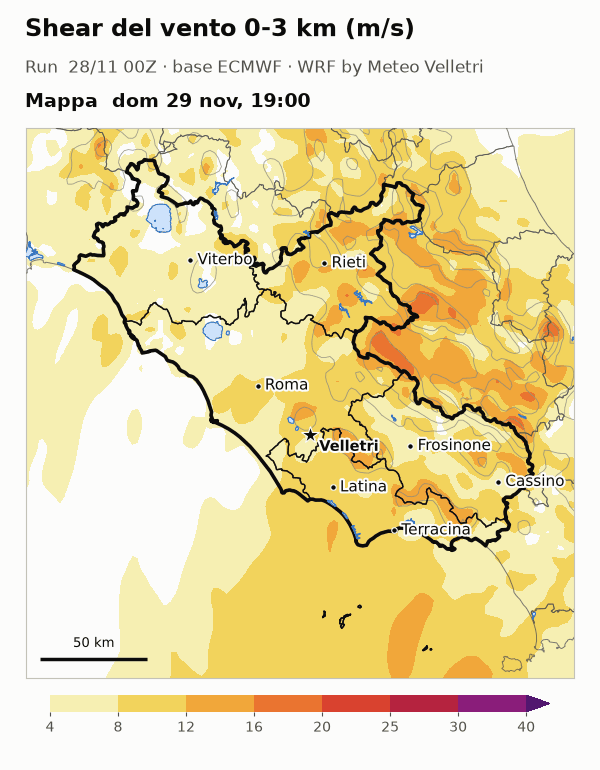 Shear del vento 0-3 km (m/s)
Run  28/11 00Z · base ECMWF · WRF by Meteo Velletri
Mappa  dom 29 nov, 19:00
Viterbo
Rieti
Roma
Velletri
Frosinone
Cassino
Latina
Terracina
50 km
4 8 12 16 20 25 30 40